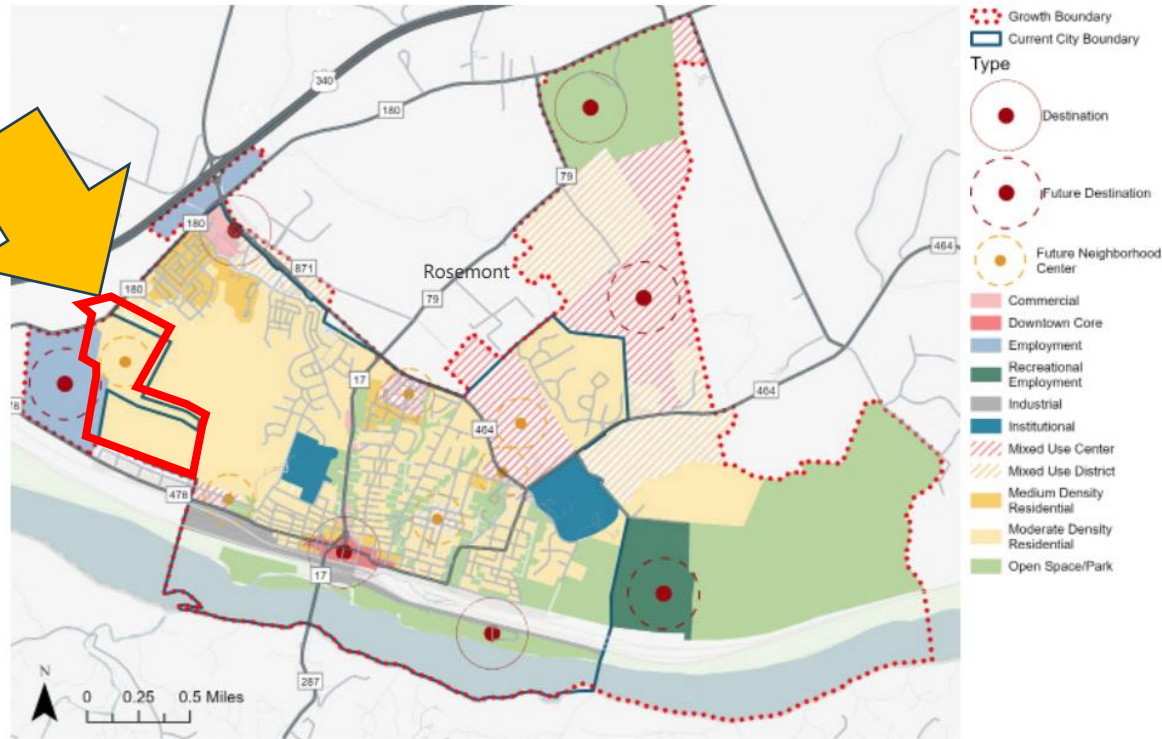 340
180
79
180
464
871
Rosemont
180
79
464
78
17
464
478
17
287
N
0 0.25 0.5 Miles
Growth Boundary
Current City Boundary
Type
Destination
Future Destination
Future Neighborhood
Center
Commercial
Downtown Core
Employment
Recreational
Employment
Industrial
Institutional
Mixed Use Center
Mixed Use District
Medium Density
Residential
Moderate Density
Residential
Open Space/Park